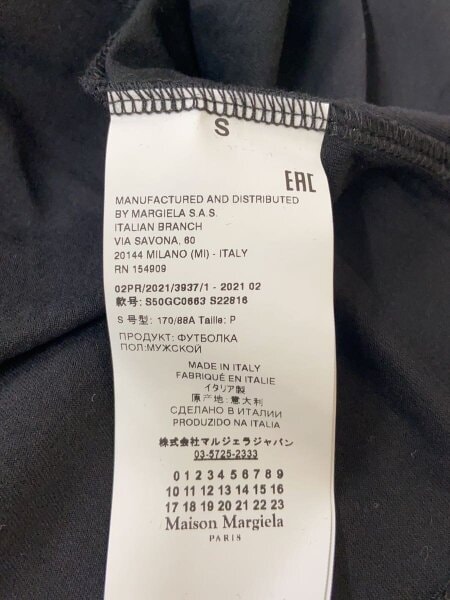 S
EAC
MANUFACTURED AND DISTRIBUTED
BY MARGIELA S.A.S.
ITALIAN BRANCH
VIA SAVONA, 60
20144 MILANO (MI) - ITALY
RN 154909
02PR/2021/3937/1 - 2021 02
款号: S50GC0663 S22816
S 号型: 170/88A Taille: P
ПРОДУКТ: ФУТБОЛКА
ПОЛ:МУЖСКОЙ
MADE IN ITALY
FABRIQUÉ EN ITALIE
イタリア製
原产地:意大利
СДЕЛАНО В ИТАЛИИ
PRODUZIDO NA ITALIA
株式会社マルジェラジャパン
03-5725-2333
0 1 2 3 4 5 6 7 8 9
10 11 12 13 14 15 16
17 18 19 20 21 22 23
Maison Margiela
PARIS